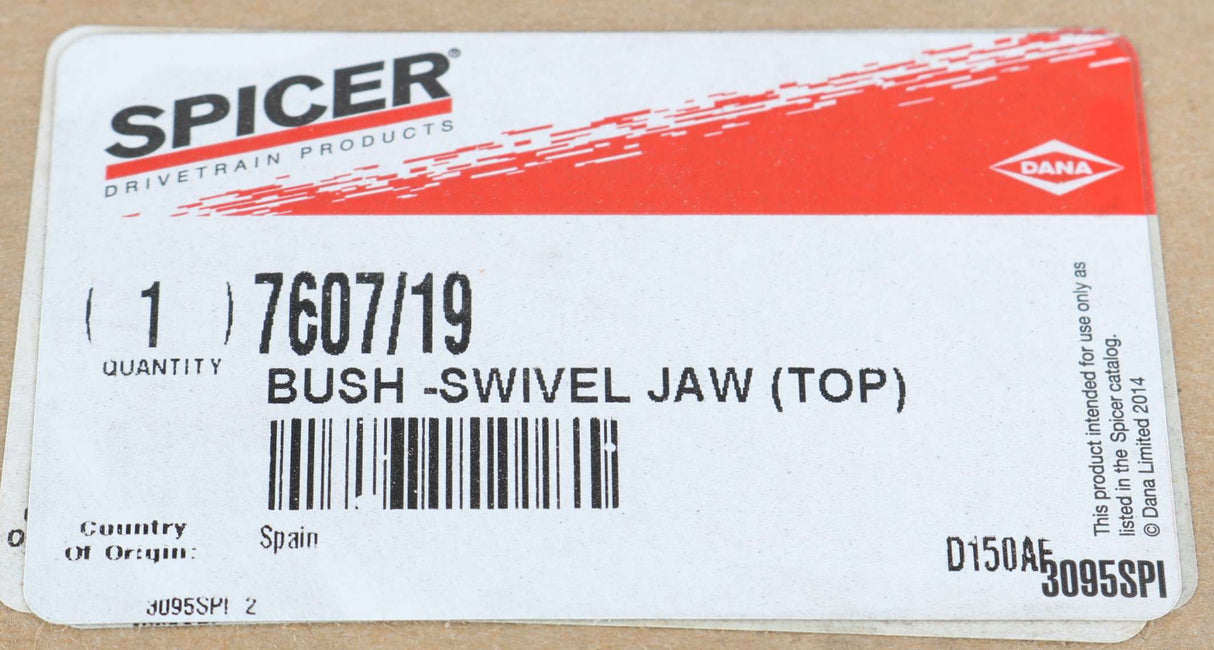 SPICER®
DRIVETRAIN PRODUCTS
DANA
( 1 ) 7607/19
QUANTITY
BUSH -SWIVEL JAW (TOP)
Country
Of Origin:
Spain
This product intended for use only as
listed in the Spicer catalog.
© Dana Limited 2014
3095SPI
3095SPI 2